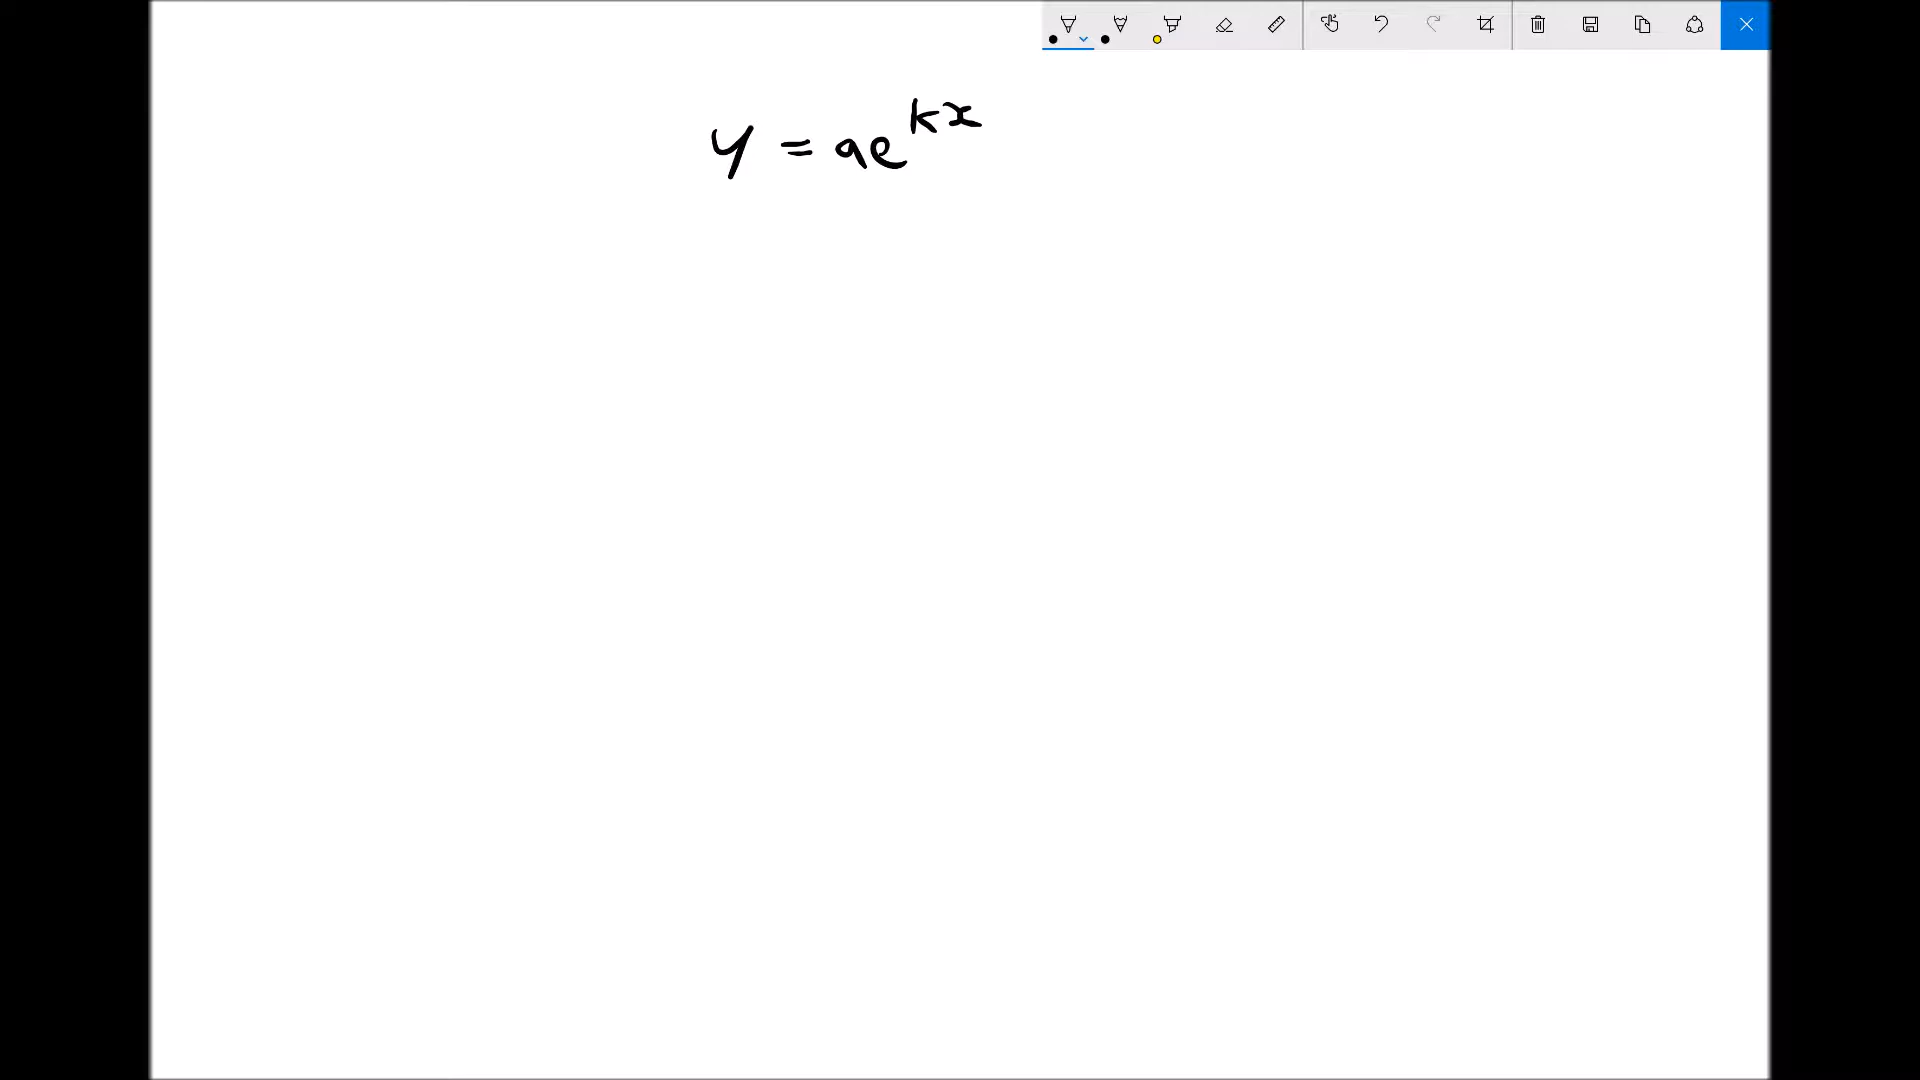 y = ae^{kx}